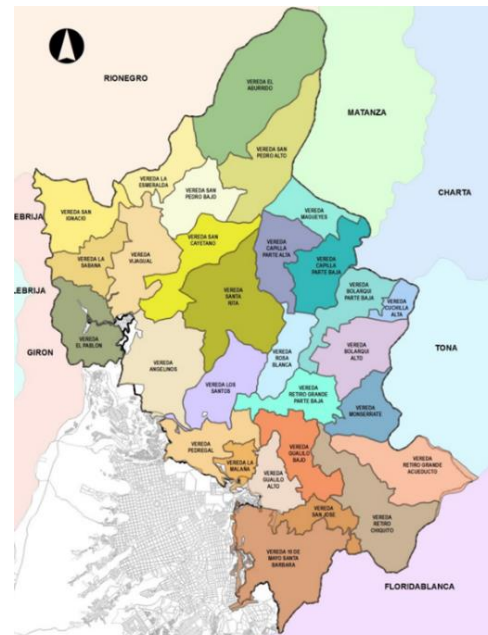 RIONEGRO
VEREDA EL
ABURRIDO
MATANZA
VEREDA SAN
PEDRO ALTO
VEREDA LA
ESMERALDA
VEREDA SAN
PEDRO BAJO
CHARTA
EBRIJA
VEREDA SAN
IGNACIO
VEREDA
MAGUEYES
VEREDA SAN
CAYETANO
VEREDA
CAPILLA
PARTE ALTA
VEREDA
CAPILLA
PARTE BAJA
VEREDA LA
SABANA
VEREDA
VIJAGUAL
LEBRIJA
VEREDA
SANTA
RITA
VEREDA
BOLARQUI
PARTE BAJA
VEREDA
CUCHILLA
ALTA
GIRON
VEREDA
EL PABLON
VEREDA
ANGELINOS
VEREDA
ROSA
BLANCA
VEREDA
BOLARQUI
ALTO
TONA
VEREDA LOS
SANTOS
VEREDA
RETIRO GRANDE
PARTE BAJA
VEREDA
MONSERRATE
VEREDA
PEDREGAL
VEREDA LA
MALAÑA
VEREDA
GUALILO
BAJO
VEREDA
GUALILO
ALTO
VEREDA
RETIRO GRANDE
ACUEDUCTO
VEREDA
SAN JOSE
VEREDA
RETIRO
CHIQUITO
VEREDA 10 DE
MAYO SANTA
BARBARA
FLORIDABLANCA